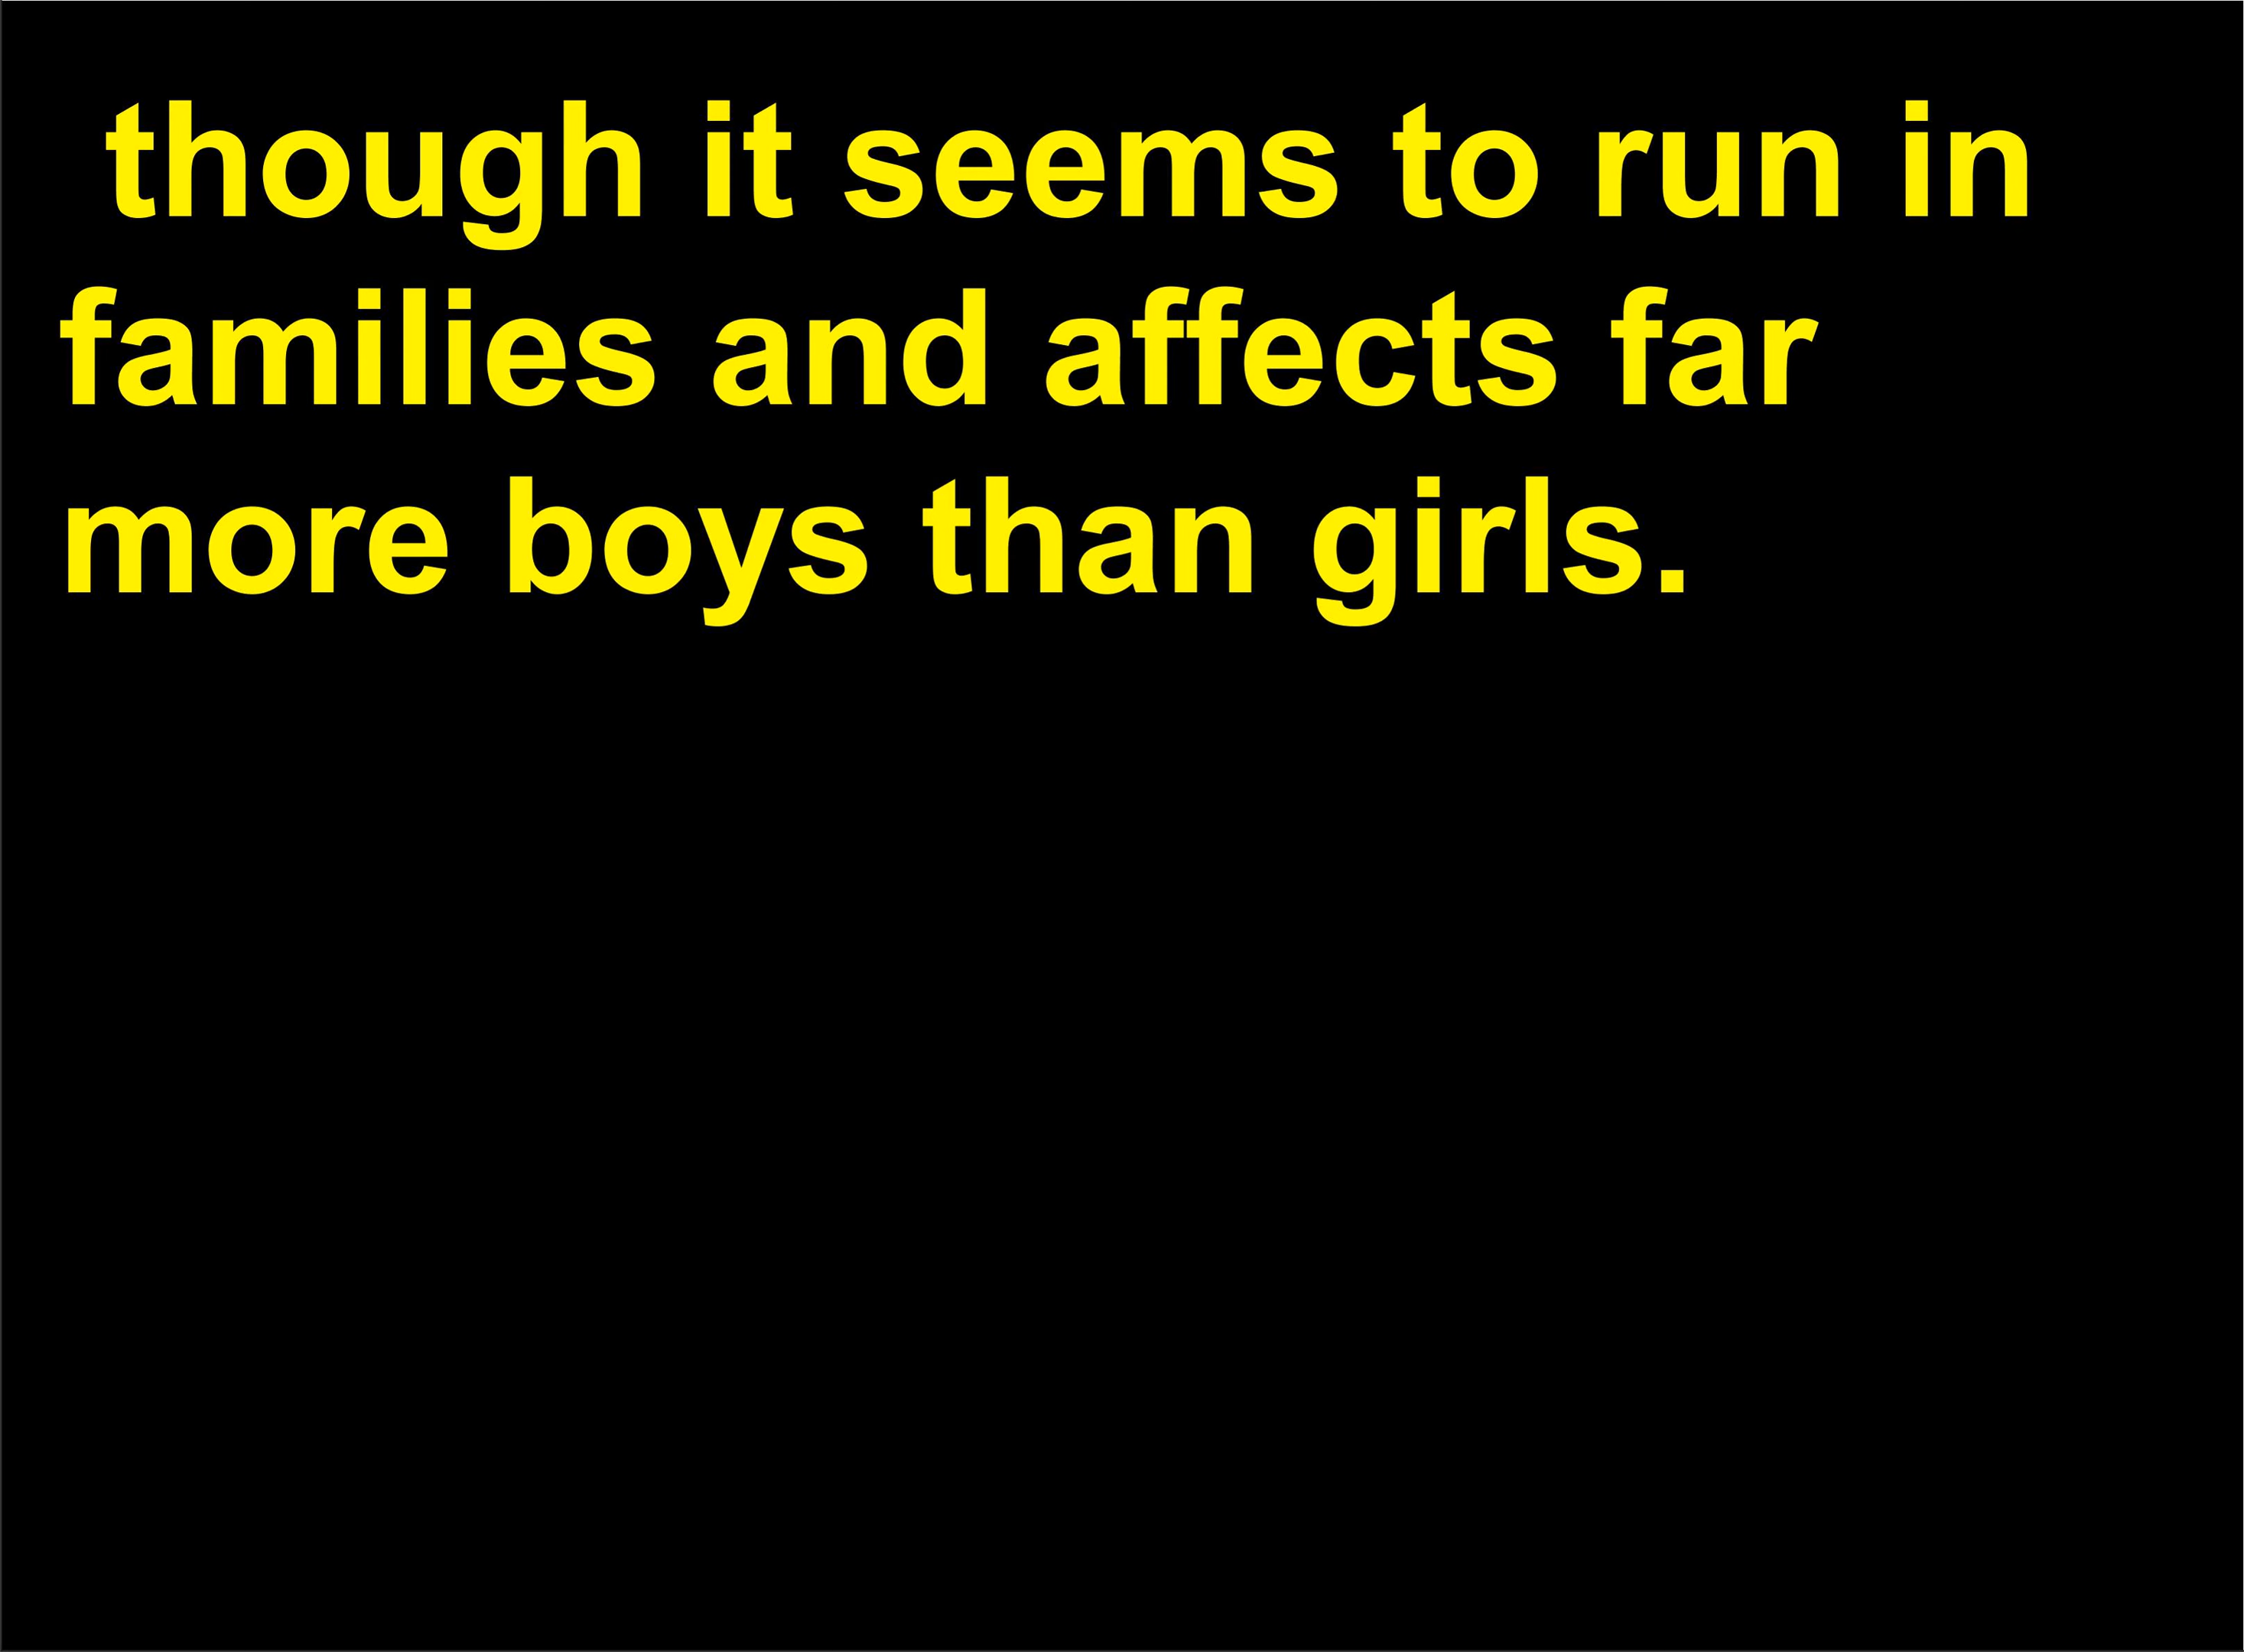 though it seems to run in
families and affects far
more boys than girls.